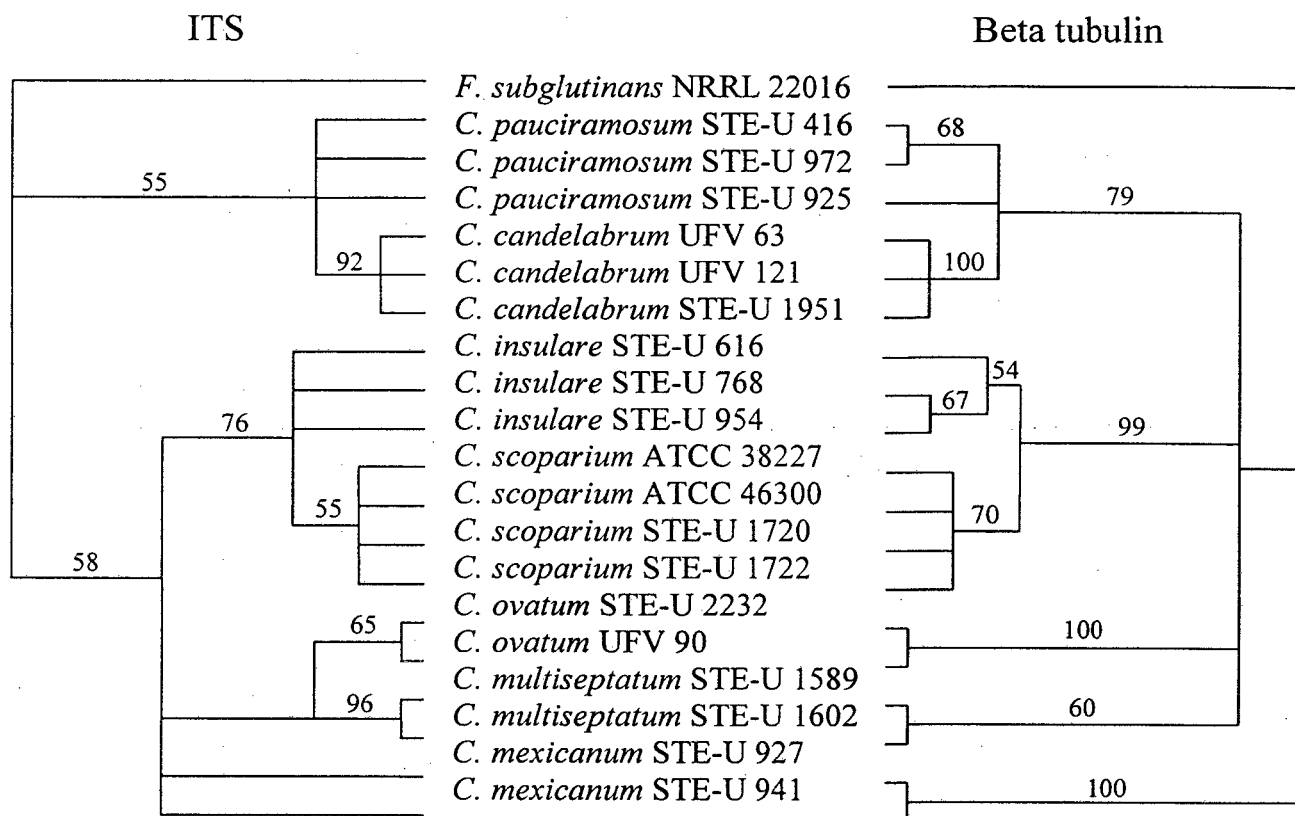 ITS Beta tubulin
F. subglutinans NRRL 22016
C. pauciramosum STE-U 416 68
C. pauciramosum STE-U 972
55 C. pauciramosum STE-U 925 79
C. candelabrum UFV 63
92 C. candelabrum UFV 121 100
C. candelabrum STE-U 1951
C. insulare STE-U 616
C. insulare STE-U 768 54
76 C. insulare STE-U 954 67 99
C. scoparium ATCC 38227
C. scoparium ATCC 46300
55 C. scoparium STE-U 1720 70
58 C. scoparium STE-U 1722
C. ovatum STE-U 2232
65 C. ovatum UFV 90 100
C. multiseptatum STE-U 1589
96 C. multiseptatum STE-U 1602 60
C. mexicanum STE-U 927
C. mexicanum STE-U 941 100